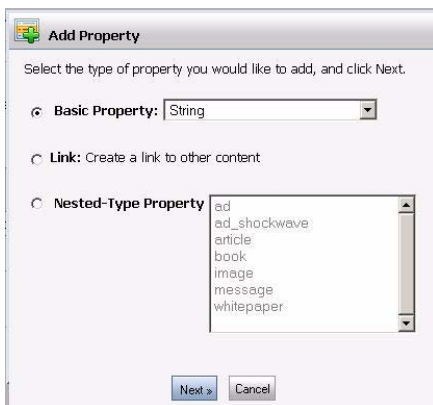 Add Property
Select the type of property you would like to add, and click Next.
Basic Property: String
Link: Create a link to other content
Nested-Type Property
ad
ad_shockwave
article
book
image
message
whitepaper
Next »
Cancel